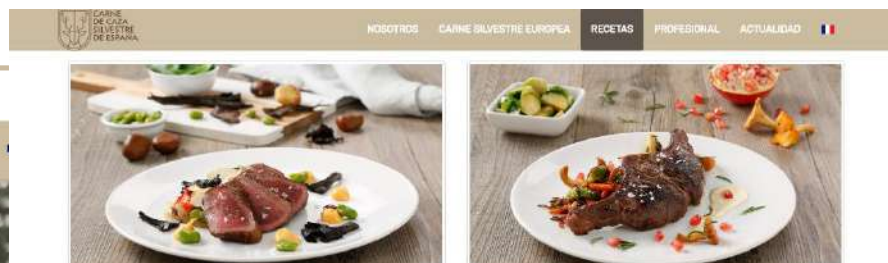 CARNE
DE CAZA
SILVESTRE
DE ESPAÑA
NOSOTROS CARNE SILVESTRE EUROPEA RECETAS PROFESIONAL ACTUALIDAD